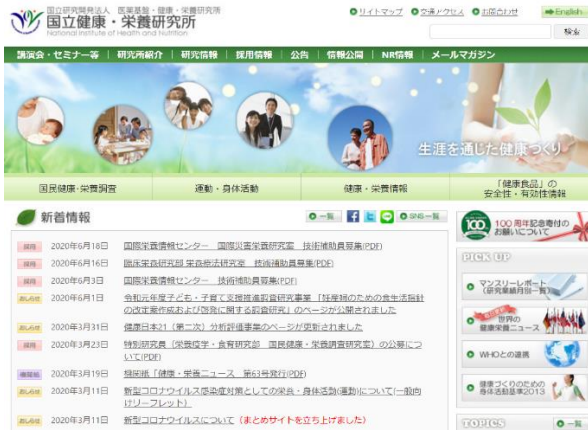 国立研究開発法人 医薬基盤・健康・栄養研究所
国立健康・栄養研究所
National Institute of Health and Nutrition
サイトマップ
交通アクセス
お問合わせ
English
検索
講演会・セミナー等 | 研究所紹介 | 研究情報 | 採用情報 | 公告 | 情報公開 | NR情報 | メールマガジン
生涯を通じた健康づくり
国民健康・栄養調査
運動・身体活動
健康・栄養情報
「健康食品」の
安全性・有効性情報
新着情報
一覧
SNS一覧
採用 2020年6月18日 国際栄養情報センター 国際災害栄養研究室 技術補助員募集(PDF)
採用 2020年6月16日 臨床栄養研究部 栄養療法研究室 技術補助員募集(PDF)
採用 2020年6月3日 国際栄養情報センター 技術補助員募集(PDF)
お知らせ 2020年6月1日 令和元年度子ども・子育て支援推進調査研究事業 「妊産婦のための食生活指針
の改定案作成および啓発に関する調査研究」のページが公開されました
お知らせ 2020年3月31日 健康日本21（第二次）分析評価事業のページが更新されました
採用 2020年3月23日 特別研究員（栄養疫学・食育研究部 国民健康・栄養調査研究室）の公募につ
いて(PDF)
機関紙 2020年3月19日 機関紙「健康・栄養ニュース 第63号発行(PDF)
お知らせ 2020年3月11日 新型コロナウイルス感染症対策としての栄養・身体活動(運動)について(一般向
けリーフレット)
お知らせ 2020年3月11日 新型コロナウイルスについて（まとめサイトを立ち上げました）
100
100周年記念寄付の
お願いについて
PICK UP
マンスリーレポート
(研究業績月別一覧)
世界の
健康栄養ニュース
WHOとの連携
健康づくりのための
身体活動基準2013
TOPICS
一覧